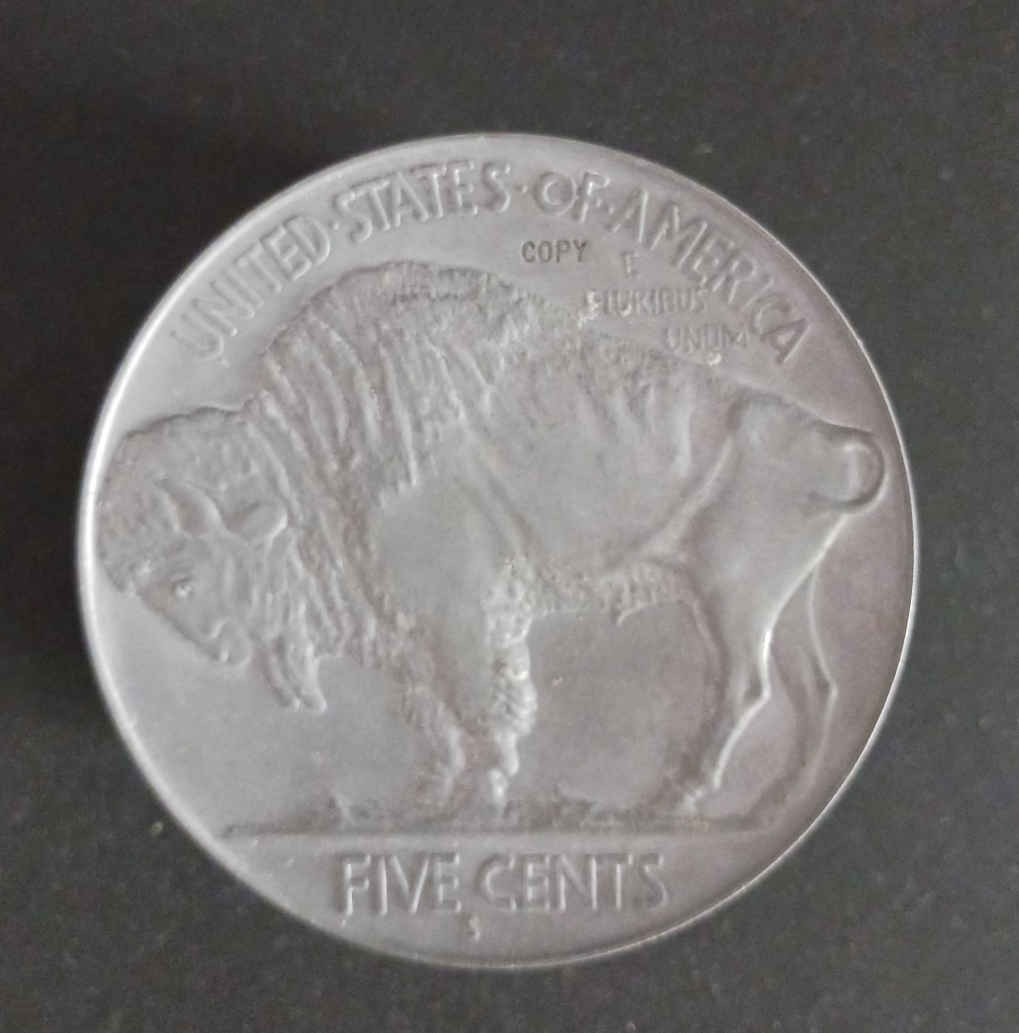 UNITED·STATES·OF·AMERICA
COPY
E
PLURIBUS
UNUM
FIVE CENTS
S